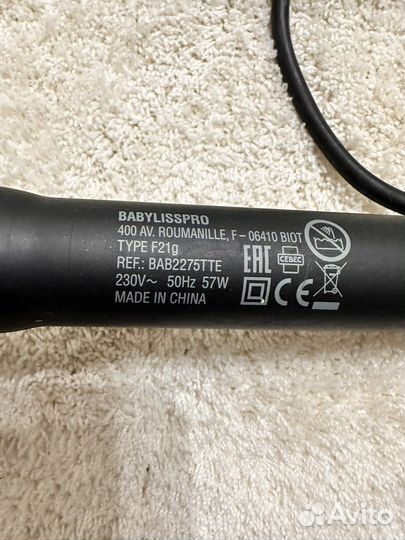 BABYLISSPRO
400 AV. ROUMANILLE, F - 06410 BIOT
TYPE F21g
REF.: BAB2275TTE
230V~ 50Hz 57W
MADE IN CHINA
EAC
CEBEC
CE
Avito